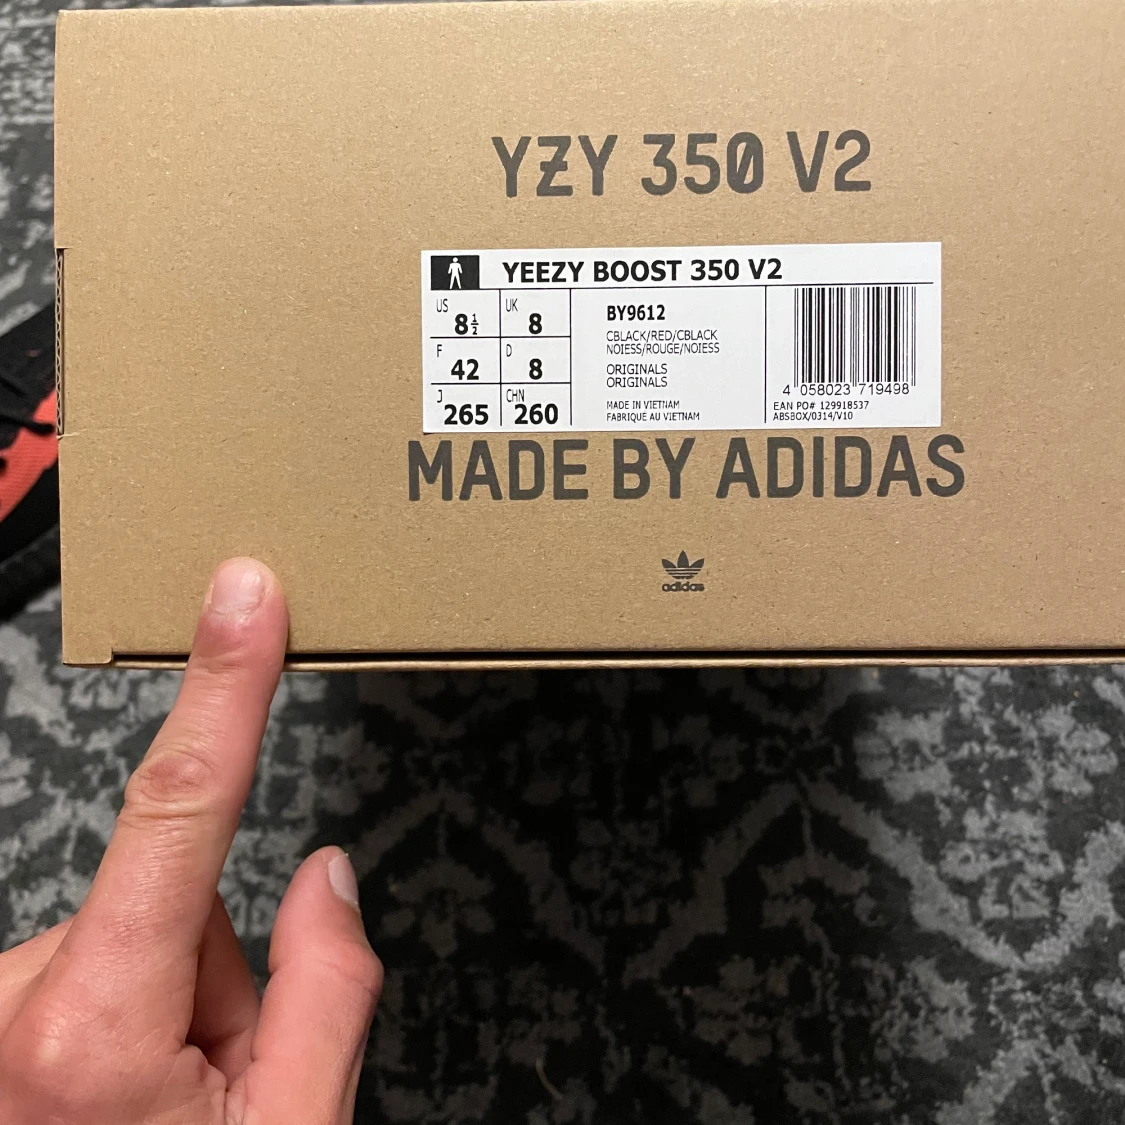 YZY 350 V2
YEEZY BOOST 350 V2
US 8½ UK 8
F 42 D 8
J 265 CHN 260
BY9612
CBLACK/RED/CBLACK
NOIESS/ROUGE/NOIESS
ORIGINALS
ORIGINALS
MADE IN VIETNAM
FABRIQUE AU VIETNAM
4 058023 719498
EAN PO# 129918537
ABSBOX/0314/V10
MADE BY ADIDAS
adidas